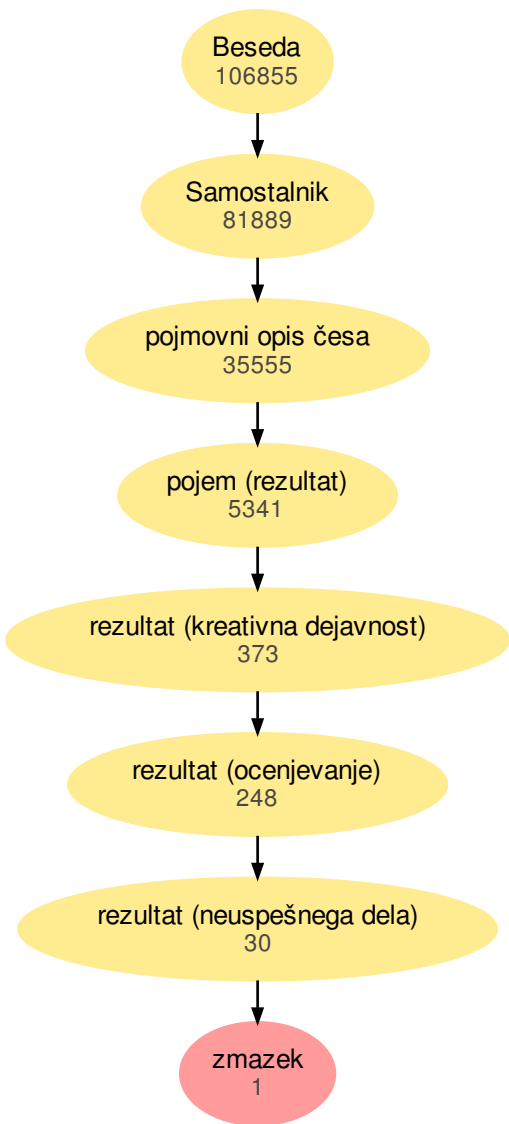 Beseda
106855
Samostalnik
81889
pojmovni opis česa
35555
pojem (rezultat)
5341
rezultat (kreativna dejavnost)
373
rezultat (ocenjevanje)
248
rezultat (neuspešnega dela)
30
zmazek
1